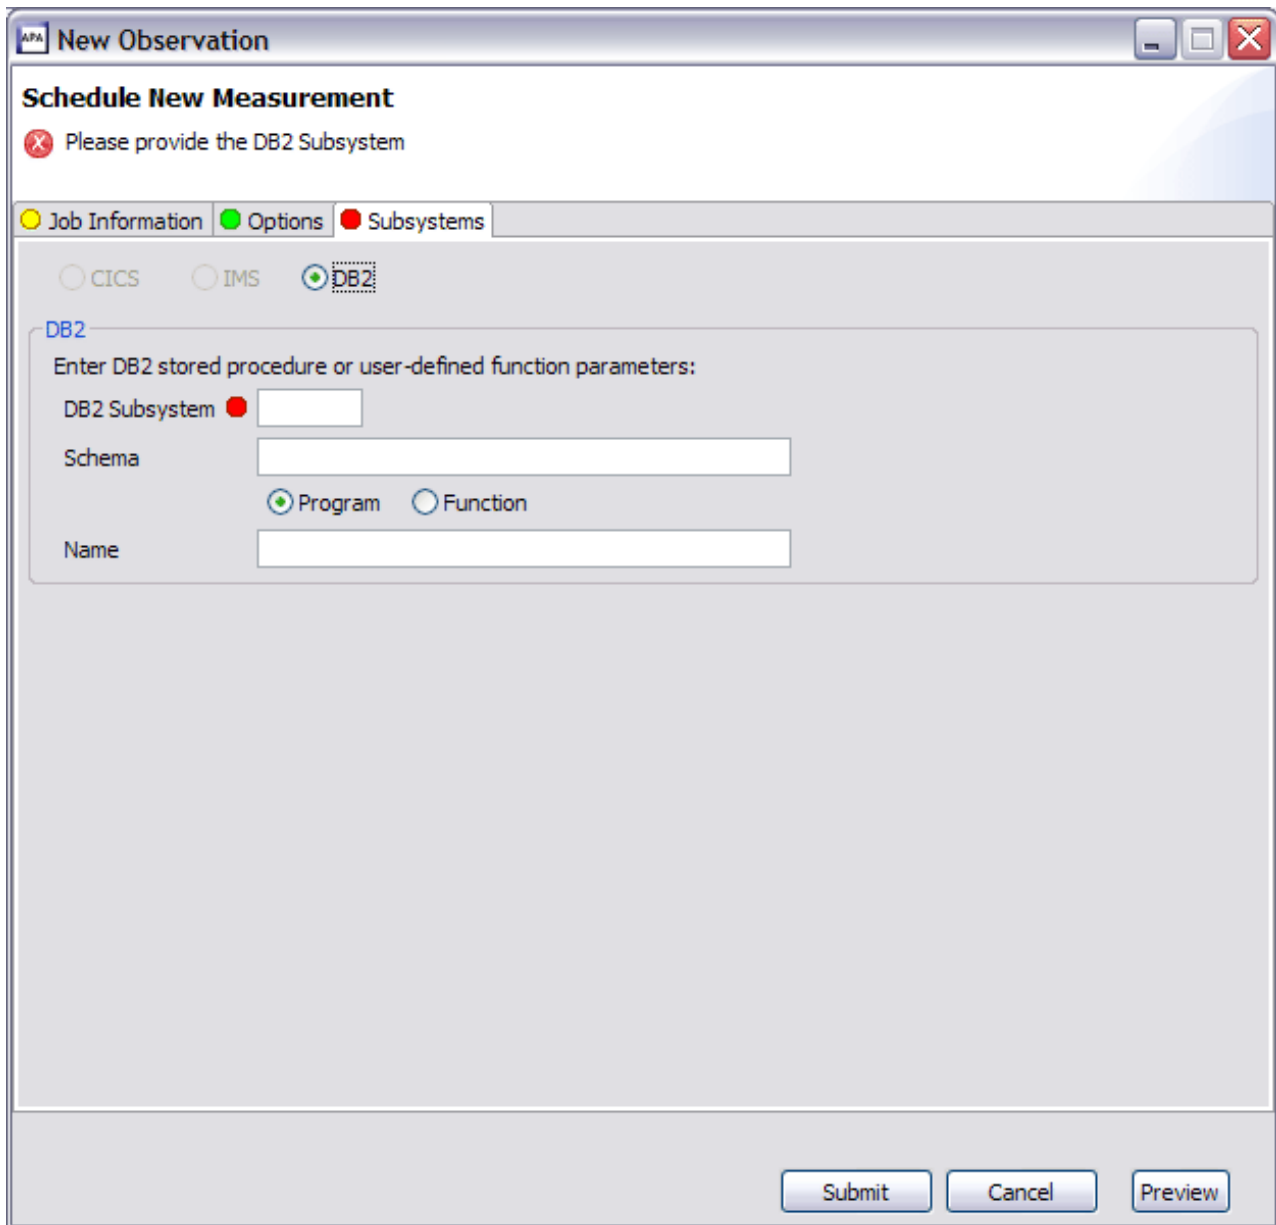 APA New Observation
Schedule New Measurement
Please provide the DB2 Subsystem
Job Information Options Subsystems
CICS IMS DB2
DB2
Enter DB2 stored procedure or user-defined function parameters:
DB2 Subsystem
Schema
Program Function
Name
Submit Cancel Preview